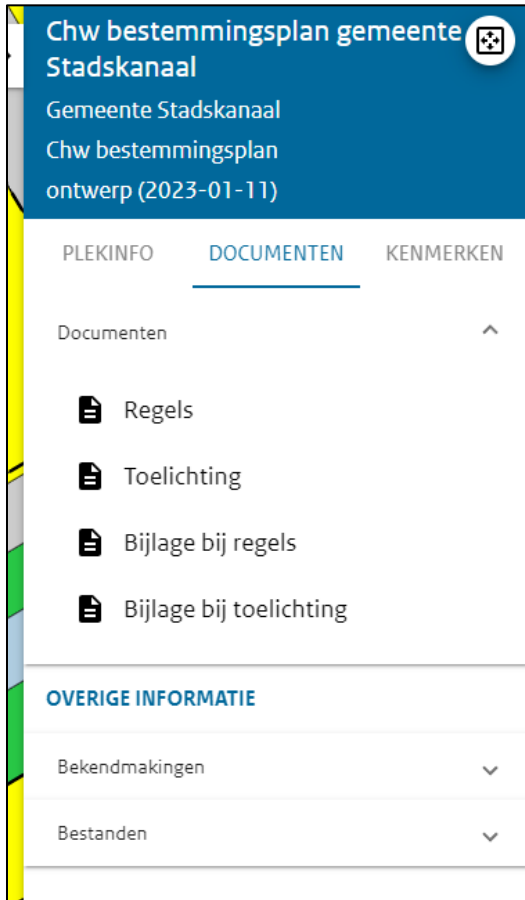 Chw bestemmingsplan gemeente
Stadskanaal
Gemeente Stadskanaal
Chw bestemmingsplan
ontwerp (2023-01-11)
PLEKINFO DOCUMENTEN KENMERKEN
Documenten
Regels
Toelichting
Bijlage bij regels
Bijlage bij toelichting
OVERIGE INFORMATIE
Bekendmakingen
Bestanden